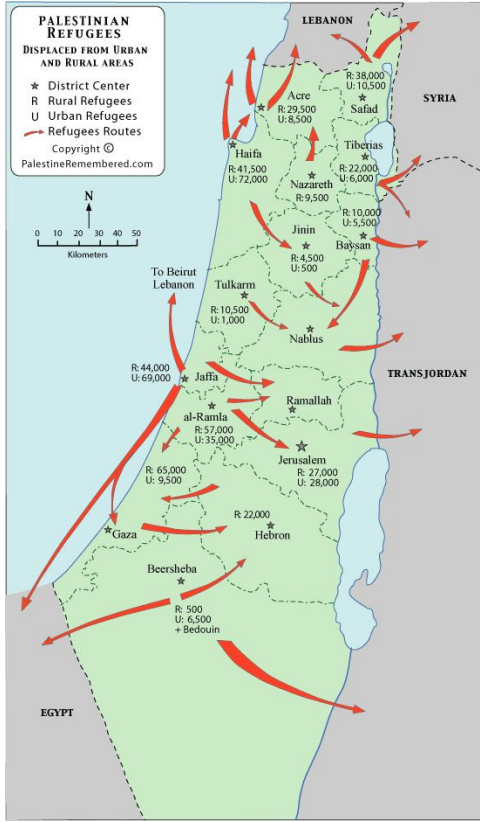 PALESTINIAN
REFUGEES
DISPLACED FROM URBAN
AND RURAL AREAS
District Center
R Rural Refugees
U Urban Refugees
Refugees Routes
Copyright ©
PalestineRemembered.com
N
0 10 20 30 40 50
Kilometers
LEBANON
SYRIA
Acre
R: 29,500
U: 8,500
R: 38,000
U: 10,500
Safad
Haifa
R: 41,500
U: 72,000
Tiberias
R: 22,000
U: 6,000
Nazareth
R: 9,500
R: 10,000
U: 5,500
Baysan
Jinin
R: 4,500
U: 500
To Beirut
Lebanon
Tulkarm
R: 10,500
U: 1,000
Nablus
TRANSJORDAN
R: 44,000
U: 69,000
Jaffa
Ramallah
al-Ramla
R: 57,000
U: 35,000
Jerusalem
R: 27,000
U: 28,000
R: 65,000
U: 9,500
Gaza
R: 22,000
Hebron
Beersheba
R: 500
U: 6,500
+ Bedouin
EGYPT